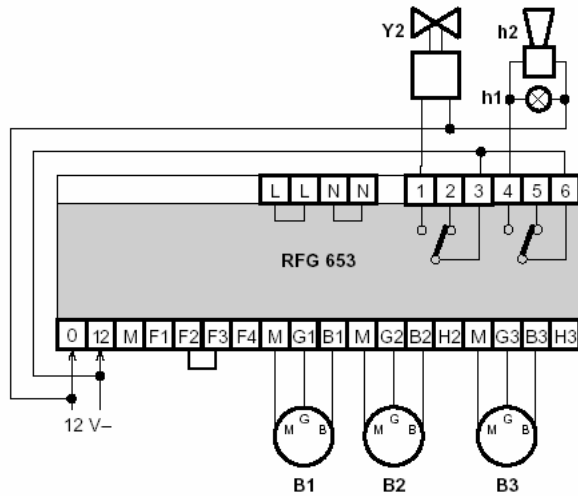 Y2 h2
h1
L L N N 1 2 3 4 5 6
RFG 653
0 12 M F1 F2 F3 F4 M G1 B1 M G2 B2 H2 M G3 B3 H3
12 V–
G G G
M B M B M B
B1 B2 B3